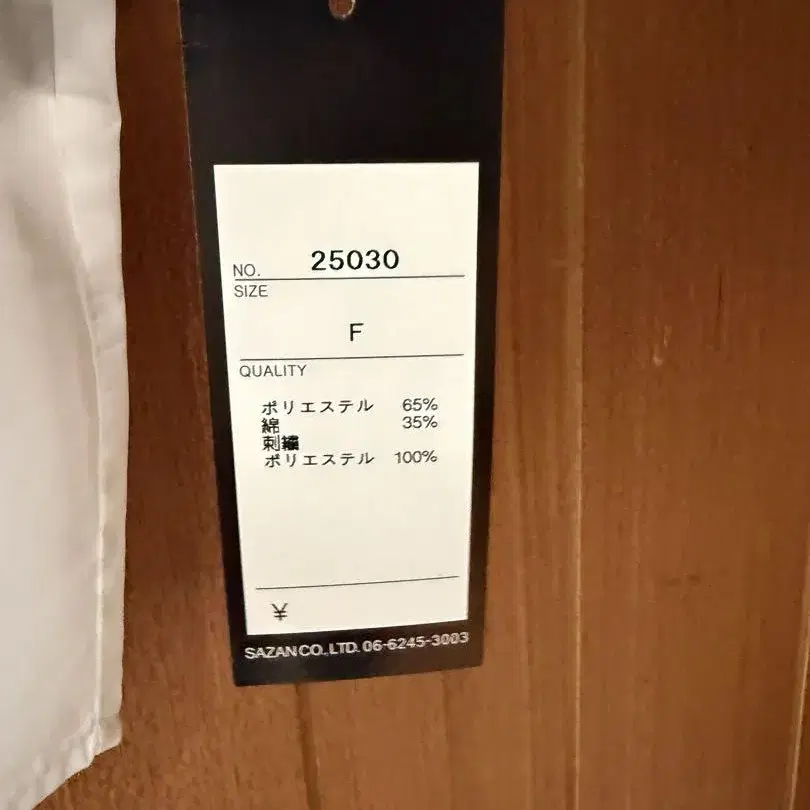 NO. 25030
SIZE
F
QUALITY
ポリエステル 65%
綿 35%
刺繍
ポリエステル 100%
¥
SAZAN CO.,LTD. 06-6245-3003